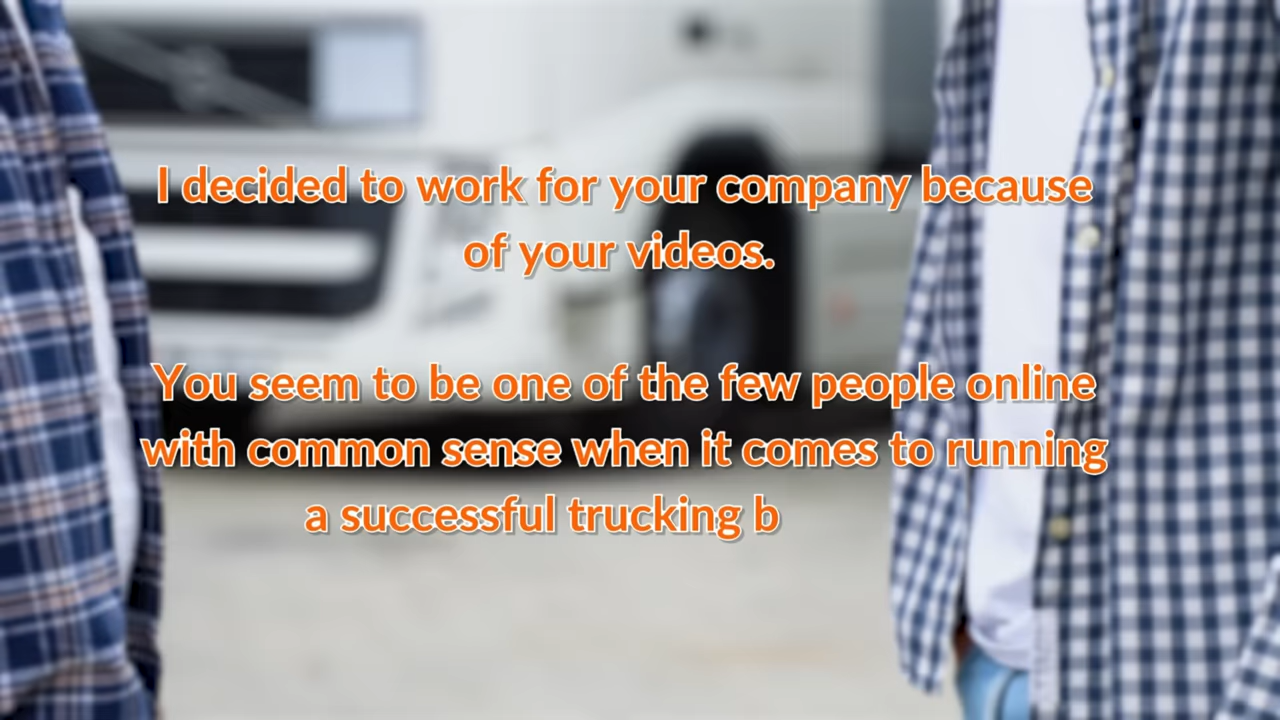 I decided to work for your company because
of your videos.
You seem to be one of the few people online
with common sense when it comes to running
a successful trucking b